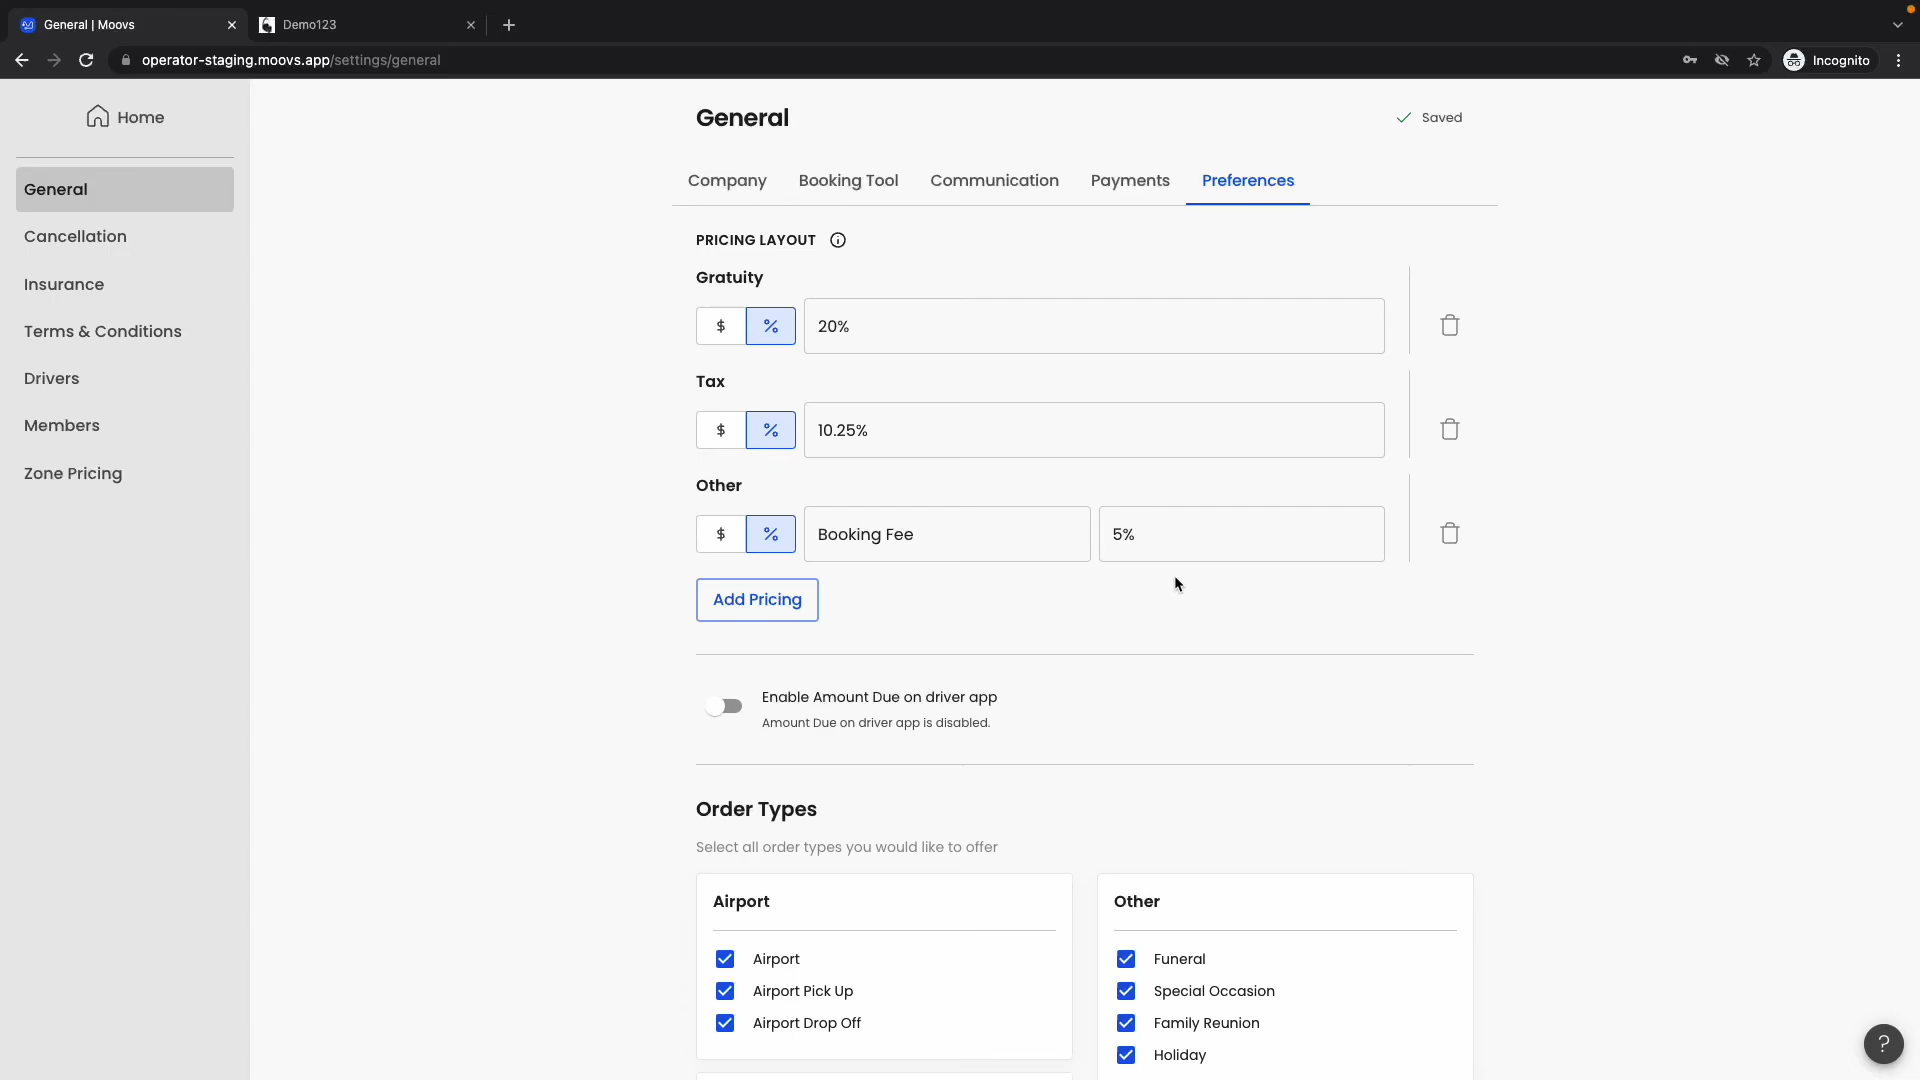 General | Moovs
Demo123
operator-staging.moovs.app/settings/general
Incognito
Home
General
Cancellation
Insurance
Terms & Conditions
Drivers
Members
Zone Pricing
General
Saved
Company
Booking Tool
Communication
Payments
Preferences
PRICING LAYOUT
Gratuity
$
%
20%
Tax
$
%
10.25%
Other
$
%
Booking Fee
5%
Add Pricing
Enable Amount Due on driver app
Amount Due on driver app is disabled.
Order Types
Select all order types you would like to offer
Airport
Airport
Airport Pick Up
Airport Drop Off
Other
Funeral
Special Occasion
Family Reunion
Holiday
?